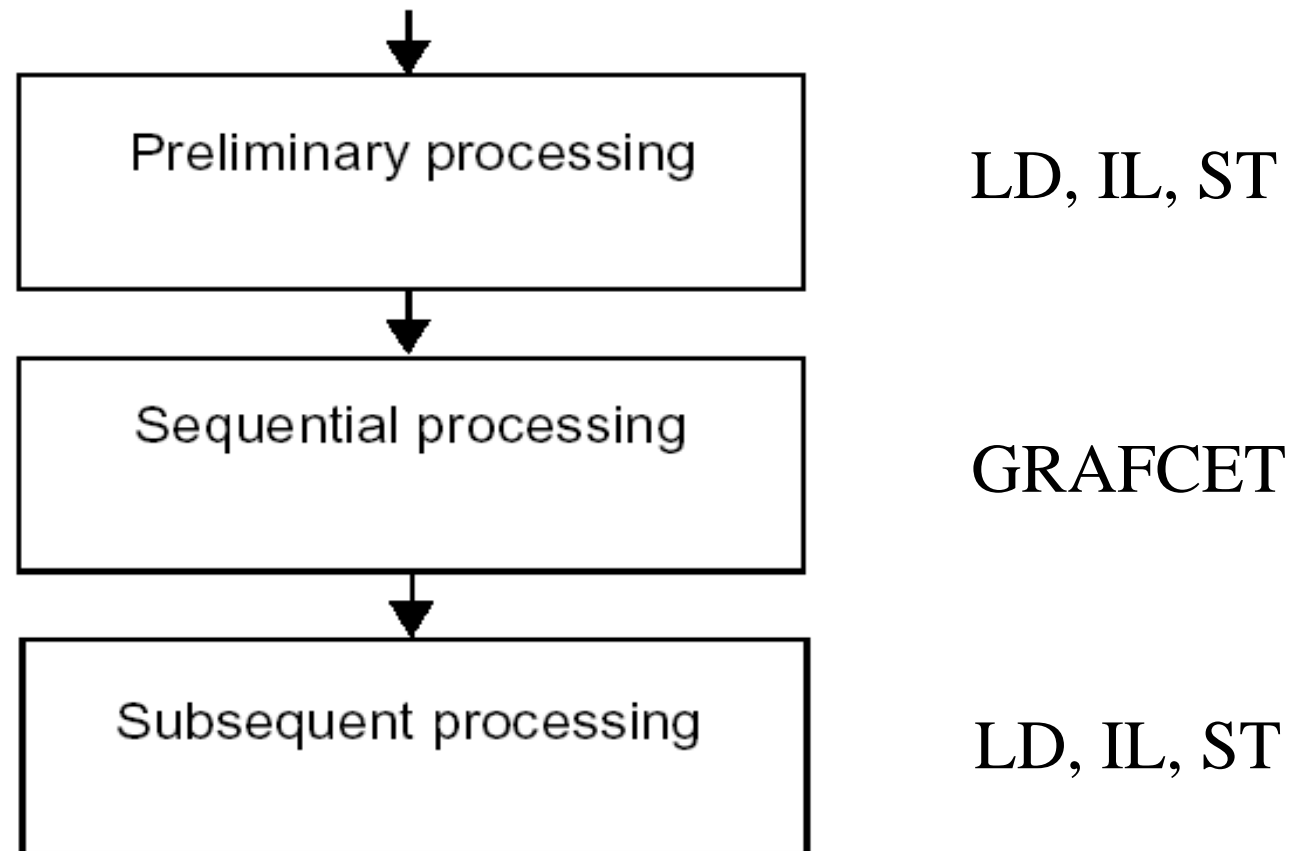 Preliminary processing
LD, IL, ST
Sequential processing
GRAFCET
Subsequent processing
LD, IL, ST